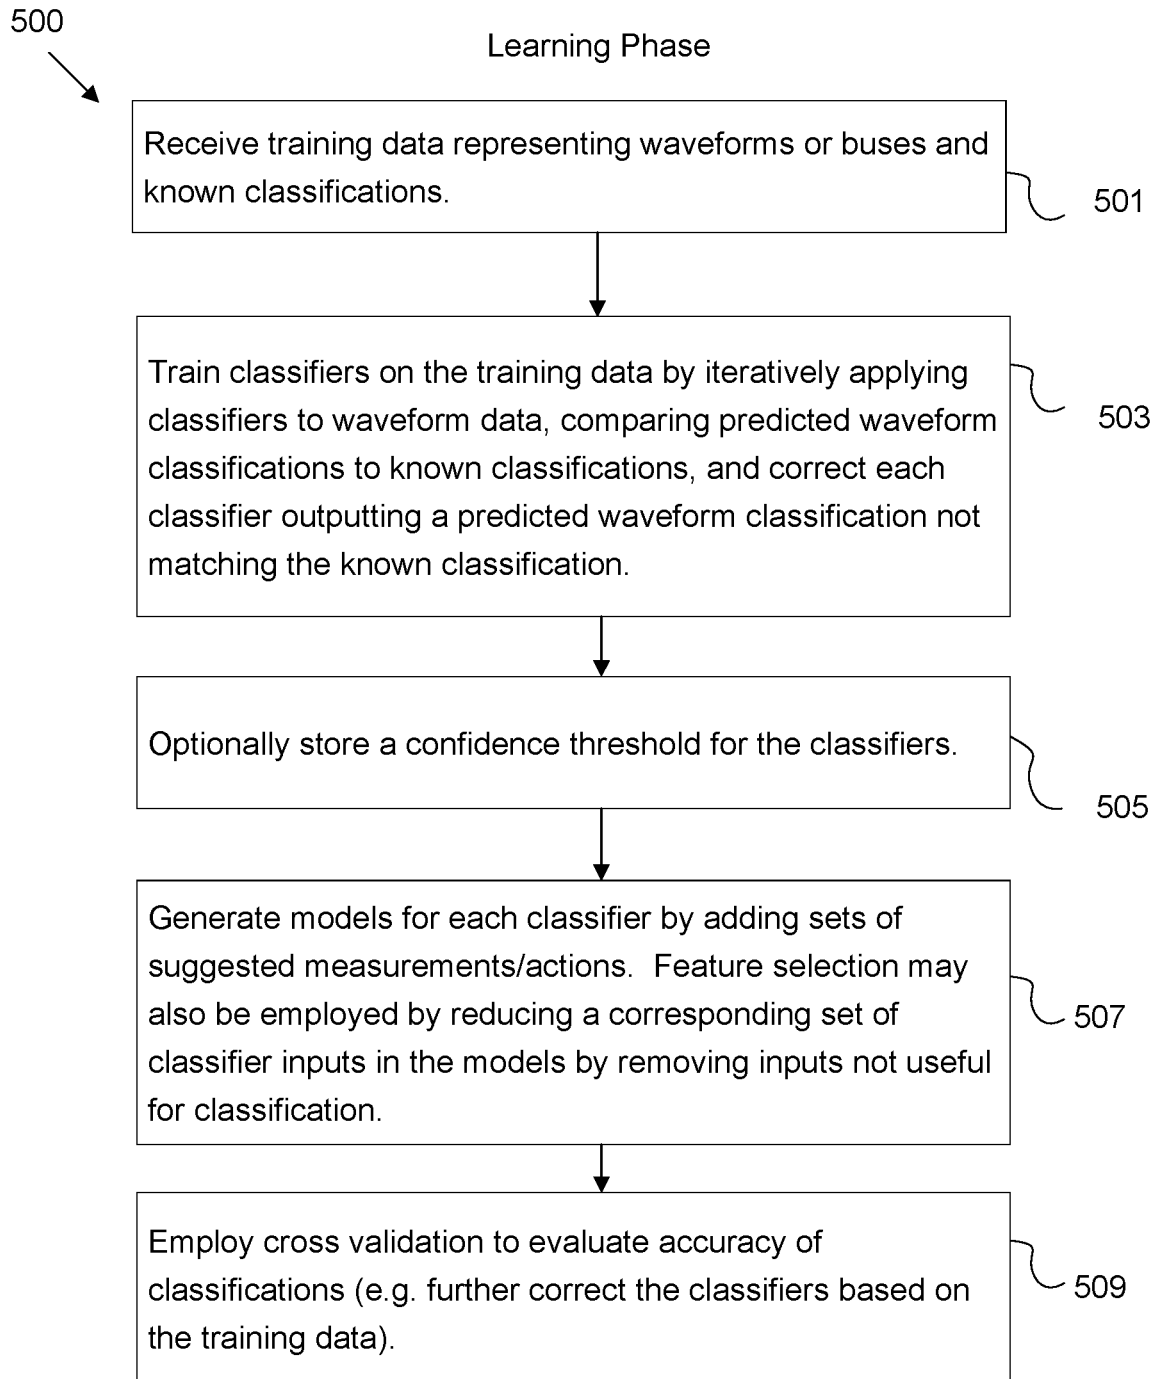 500
Learning Phase
Receive training data representing waveforms or buses and
known classifications.
501
Train classifiers on the training data by iteratively applying
classifiers to waveform data, comparing predicted waveform
classifications to known classifications, and correct each
classifier outputting a predicted waveform classification not
matching the known classification.
503
Optionally store a confidence threshold for the classifiers.
505
Generate models for each classifier by adding sets of
suggested measurements/actions.  Feature selection may
also be employed by reducing a corresponding set of
classifier inputs in the models by removing inputs not useful
for classification.
507
Employ cross validation to evaluate accuracy of
classifications (e.g. further correct the classifiers based on
the training data).
509